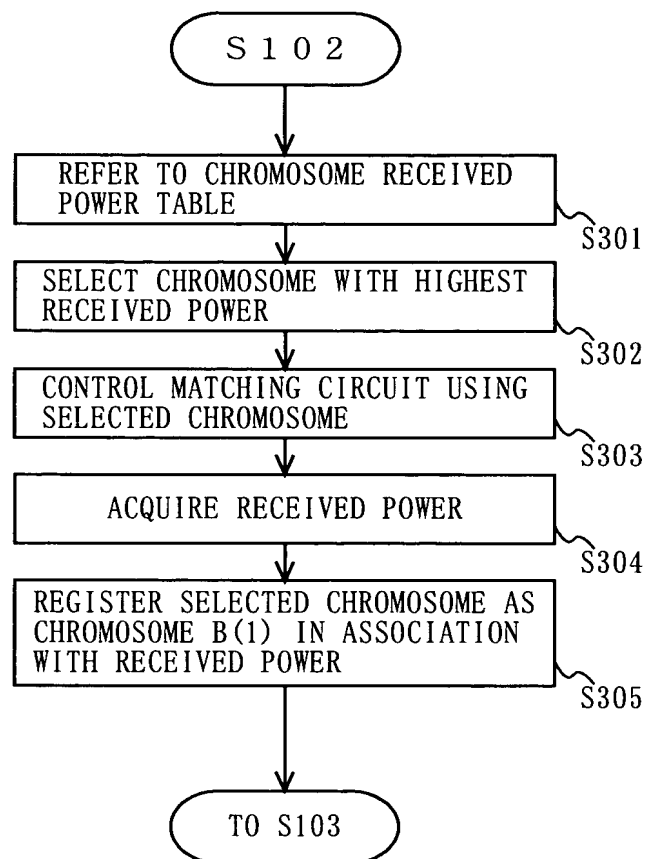 S102
REFER TO CHROMOSOME RECEIVED
POWER TABLE
S301
SELECT CHROMOSOME WITH HIGHEST
RECEIVED POWER
S302
CONTROL MATCHING CIRCUIT USING
SELECTED CHROMOSOME
S303
ACQUIRE RECEIVED POWER
S304
REGISTER SELECTED CHROMOSOME AS
CHROMOSOME B(1) IN ASSOCIATION
WITH RECEIVED POWER
S305
TO S103